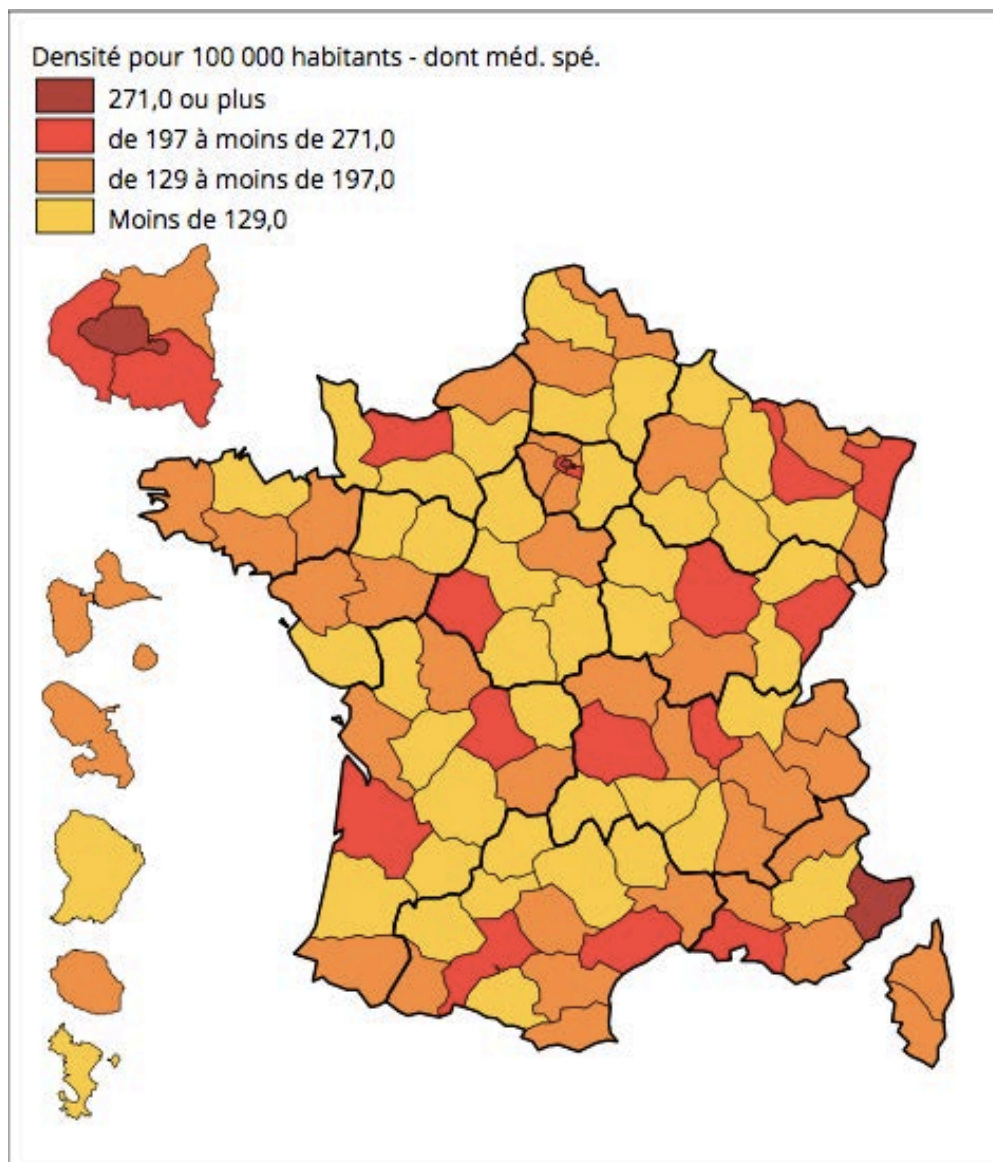 Densité pour 100 000 habitants - dont méd. spé.
271,0 ou plus
de 197 à moins de 271,0
de 129 à moins de 197,0
Moins de 129,0